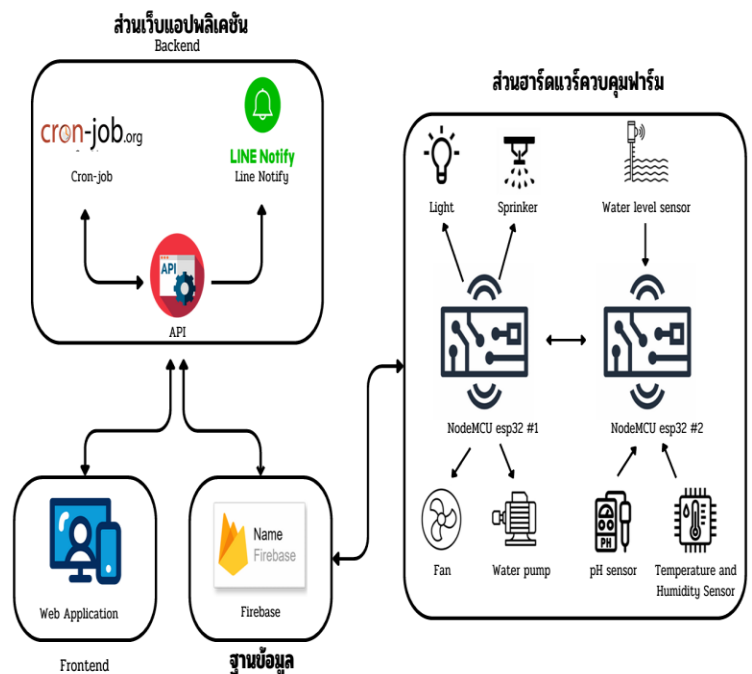 ส่วนเว็บแอปพลิเคชัน
Backend
cron-job.org
Cron-job
LINE Notify
Line Notify
API
API
Web Application
Frontend
Name
Firebase
Firebase
ฐานข้อมูล
ส่วนฮาร์ดแวร์ควบคุมฟาร์ม
Light
Sprinker
Water level sensor
NodeMCU esp32 #1
NodeMCU esp32 #2
Fan
Water pump
PH
pH sensor
Temperature and
Humidity Sensor